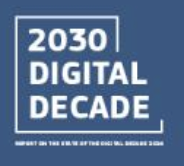 2030
DIGITAL
DECADE
REPORT ON THE STATE OF THE DIGITAL DECADE 2024